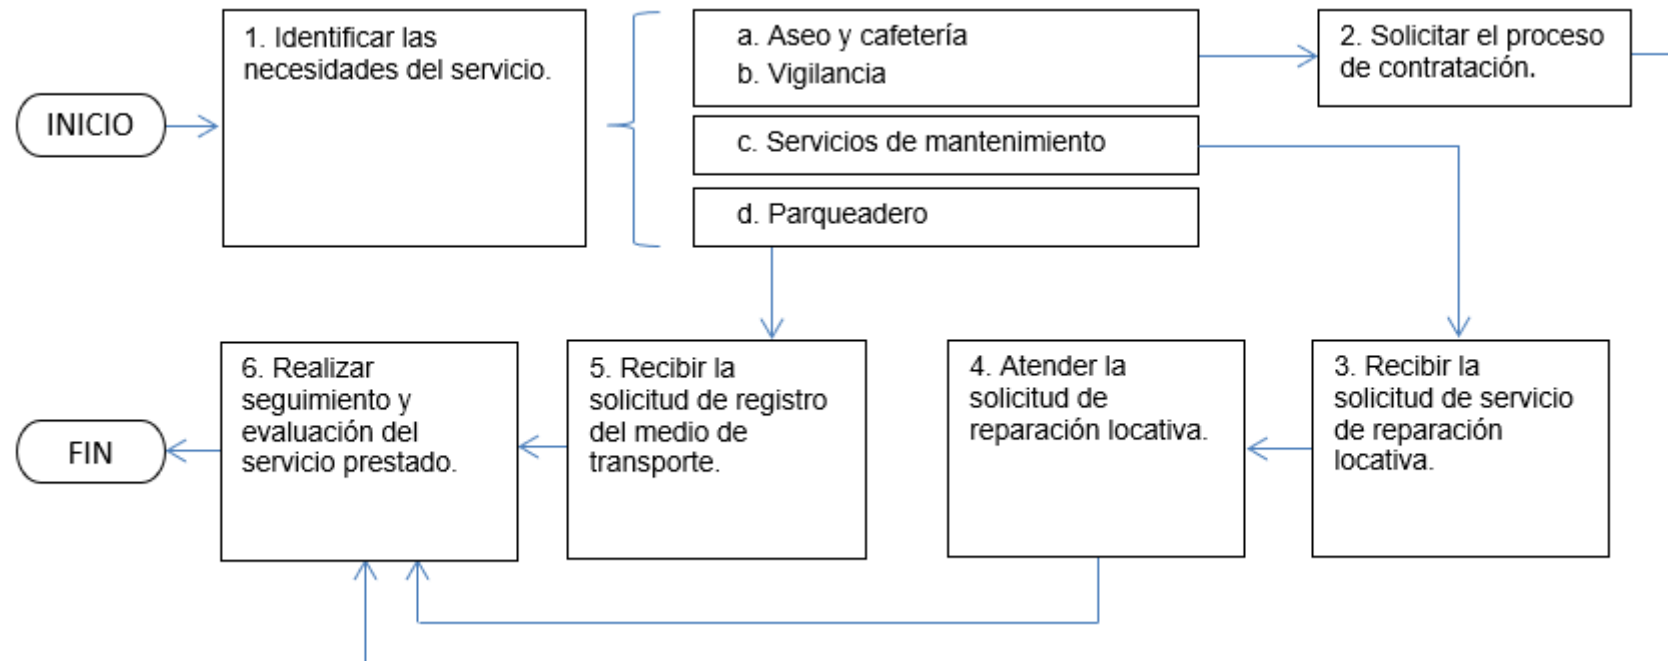 INICIO
1. Identificar las
necesidades del servicio.
a. Aseo y cafetería
b. Vigilancia
c. Servicios de mantenimiento
d. Parqueadero
2. Solicitar el proceso
de contratación.
3. Recibir la
solicitud de servicio
de reparación
locativa.
4. Atender la
solicitud de
reparación locativa.
5. Recibir la
solicitud de registro
del medio de
transporte.
6. Realizar
seguimiento y
evaluación del
servicio prestado.
FIN